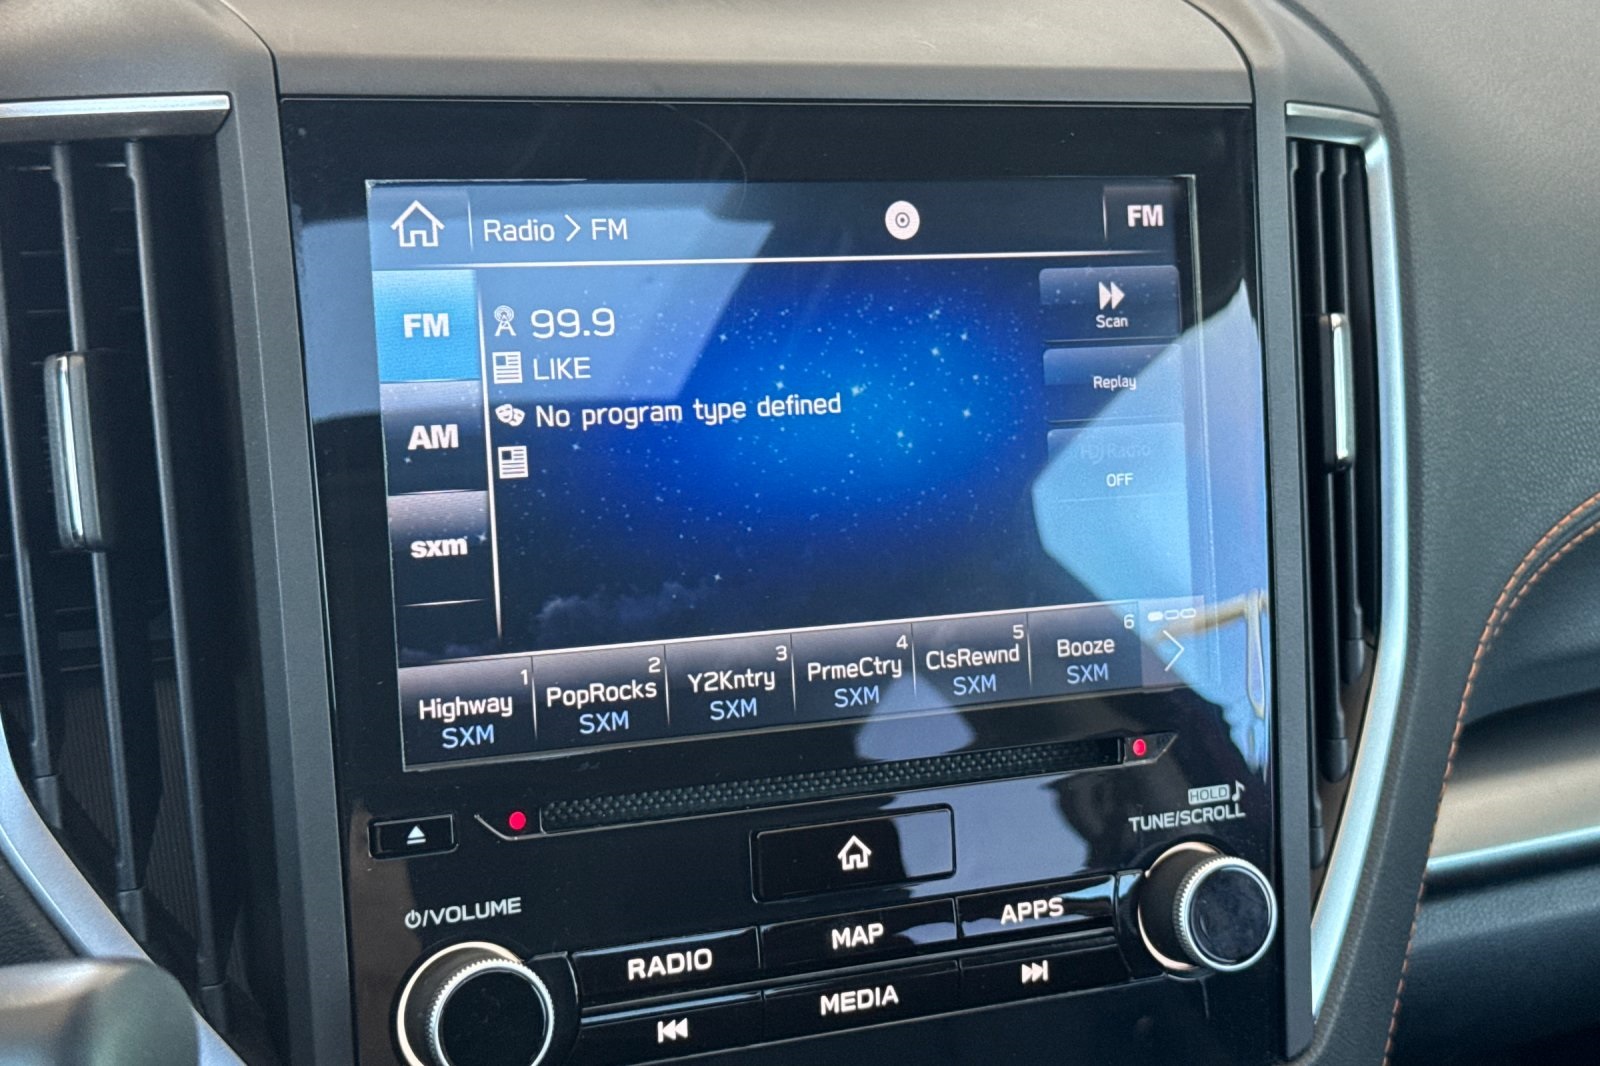 Radio > FM
FM
FM
99.9
Scan
LIKE
Replay
No program type defined
AM
HD Radio
OFF
sxm
1
Highway
SXM
2
PopRocks
SXM
3
Y2Kntry
SXM
4
PrmeCtry
SXM
5
ClsRewnd
SXM
6
Booze
SXM
HOLD
TUNE/SCROLL
/VOLUME
RADIO
MAP
APPS
MEDIA